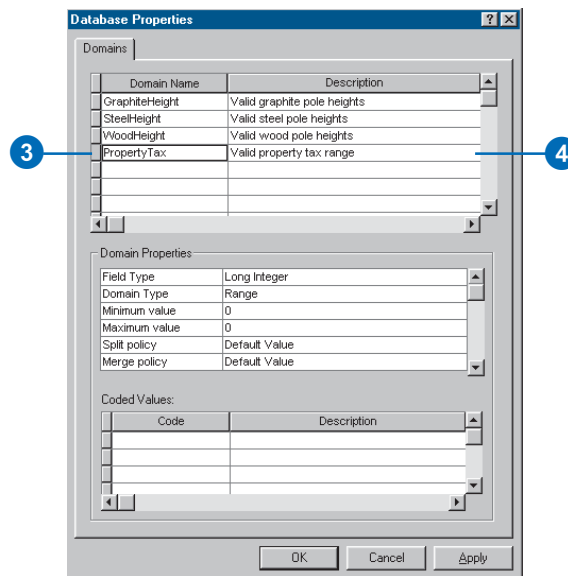 Database Properties
Domains
Domain Name Description
GraphiteHeight Valid graphite pole heights
SteelHeight Valid steel pole heights
WoodHeight Valid wood pole heights
3 PropertyTax Valid property tax range 4
Domain Properties
Field Type Long Integer
Domain Type Range
Minimum value 0
Maximum value 0
Split policy Default Value
Merge policy Default Value
Coded Values:
Code Description
OK Cancel Apply